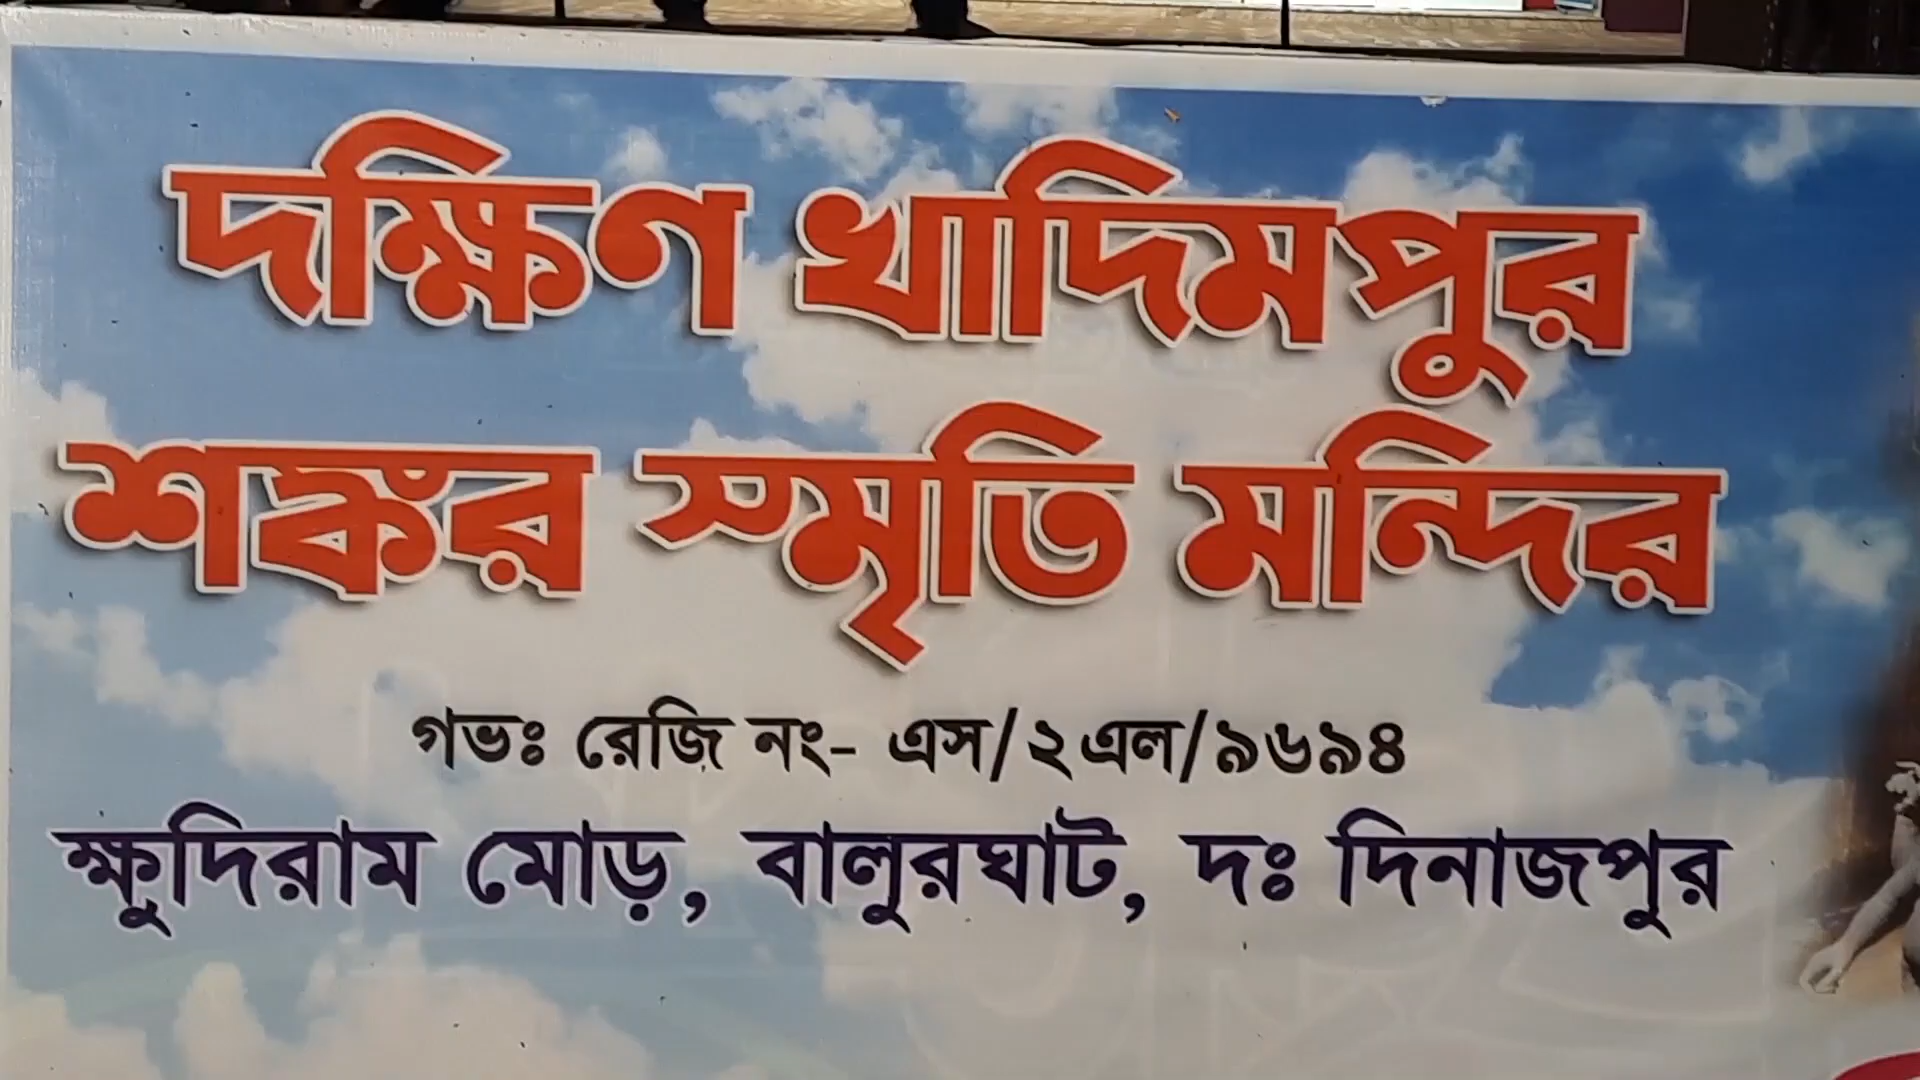 দক্ষিণ খাদিমপুর
শঙ্কর স্মৃতি মন্দির
গভঃ রেজি নং- এস/২এল/৯৬৯৪
ক্ষুদিরাম মোড়, বালুরঘাট, দঃ দিনাজপুর